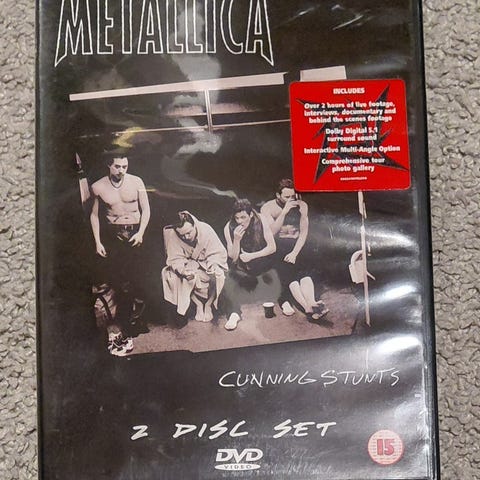 METALLICA
INCLUDES
Over 2 hours of live footage,
interviews, documentary and
behind the scenes footage
Dolby Digital 5.1
surround sound
Interactive Multi-Angle Option
Comprehensive tour
photo gallery
CUNNING STUNTS
2 DISC SET
DVD
VIDEO
15